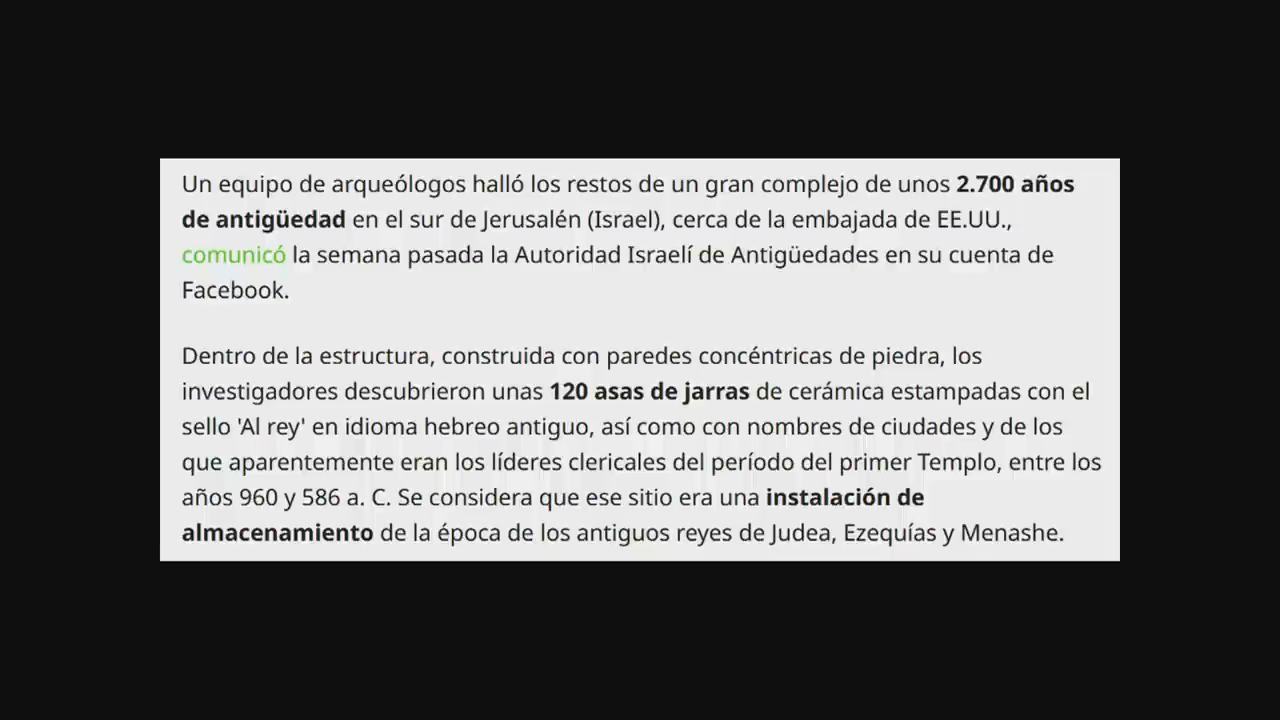 Un equipo de arqueólogos halló los restos de un gran complejo de unos 2.700 años
de antigüedad en el sur de Jerusalén (Israel), cerca de la embajada de EE.UU.,
comunicó la semana pasada la Autoridad Israelí de Antigüedades en su cuenta de
Facebook.
Dentro de la estructura, construida con paredes concéntricas de piedra, los
investigadores descubrieron unas 120 asas de jarras de cerámica estampadas con el
sello 'Al rey' en idioma hebreo antiguo, así como con nombres de ciudades y de los
que aparentemente eran los líderes clericales del período del primer Templo, entre los
años 960 y 586 a. C. Se considera que ese sitio era una instalación de
almacenamiento de la época de los antiguos reyes de Judea, Ezequías y Menashe.